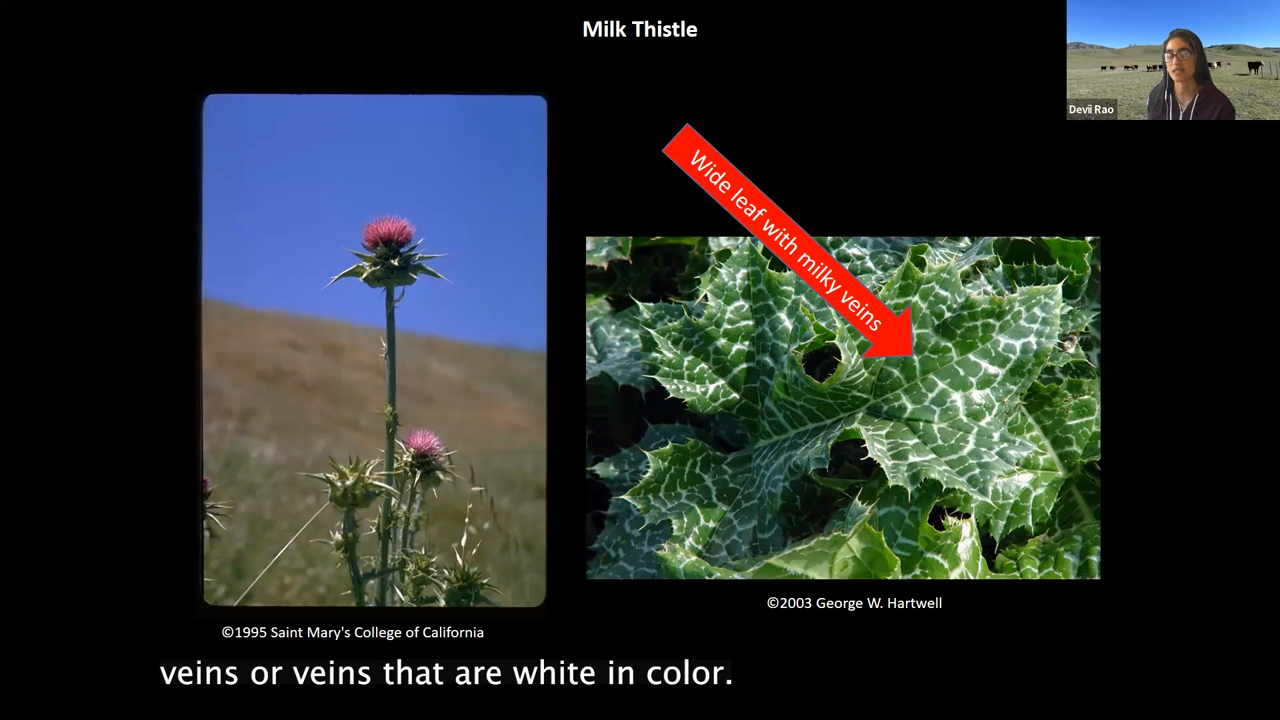 Milk Thistle
Devii Rao
Wide leaf with milky veins
©2003 George W. Hartwell
©1995 Saint Mary's College of California
veins or veins that are white in color.